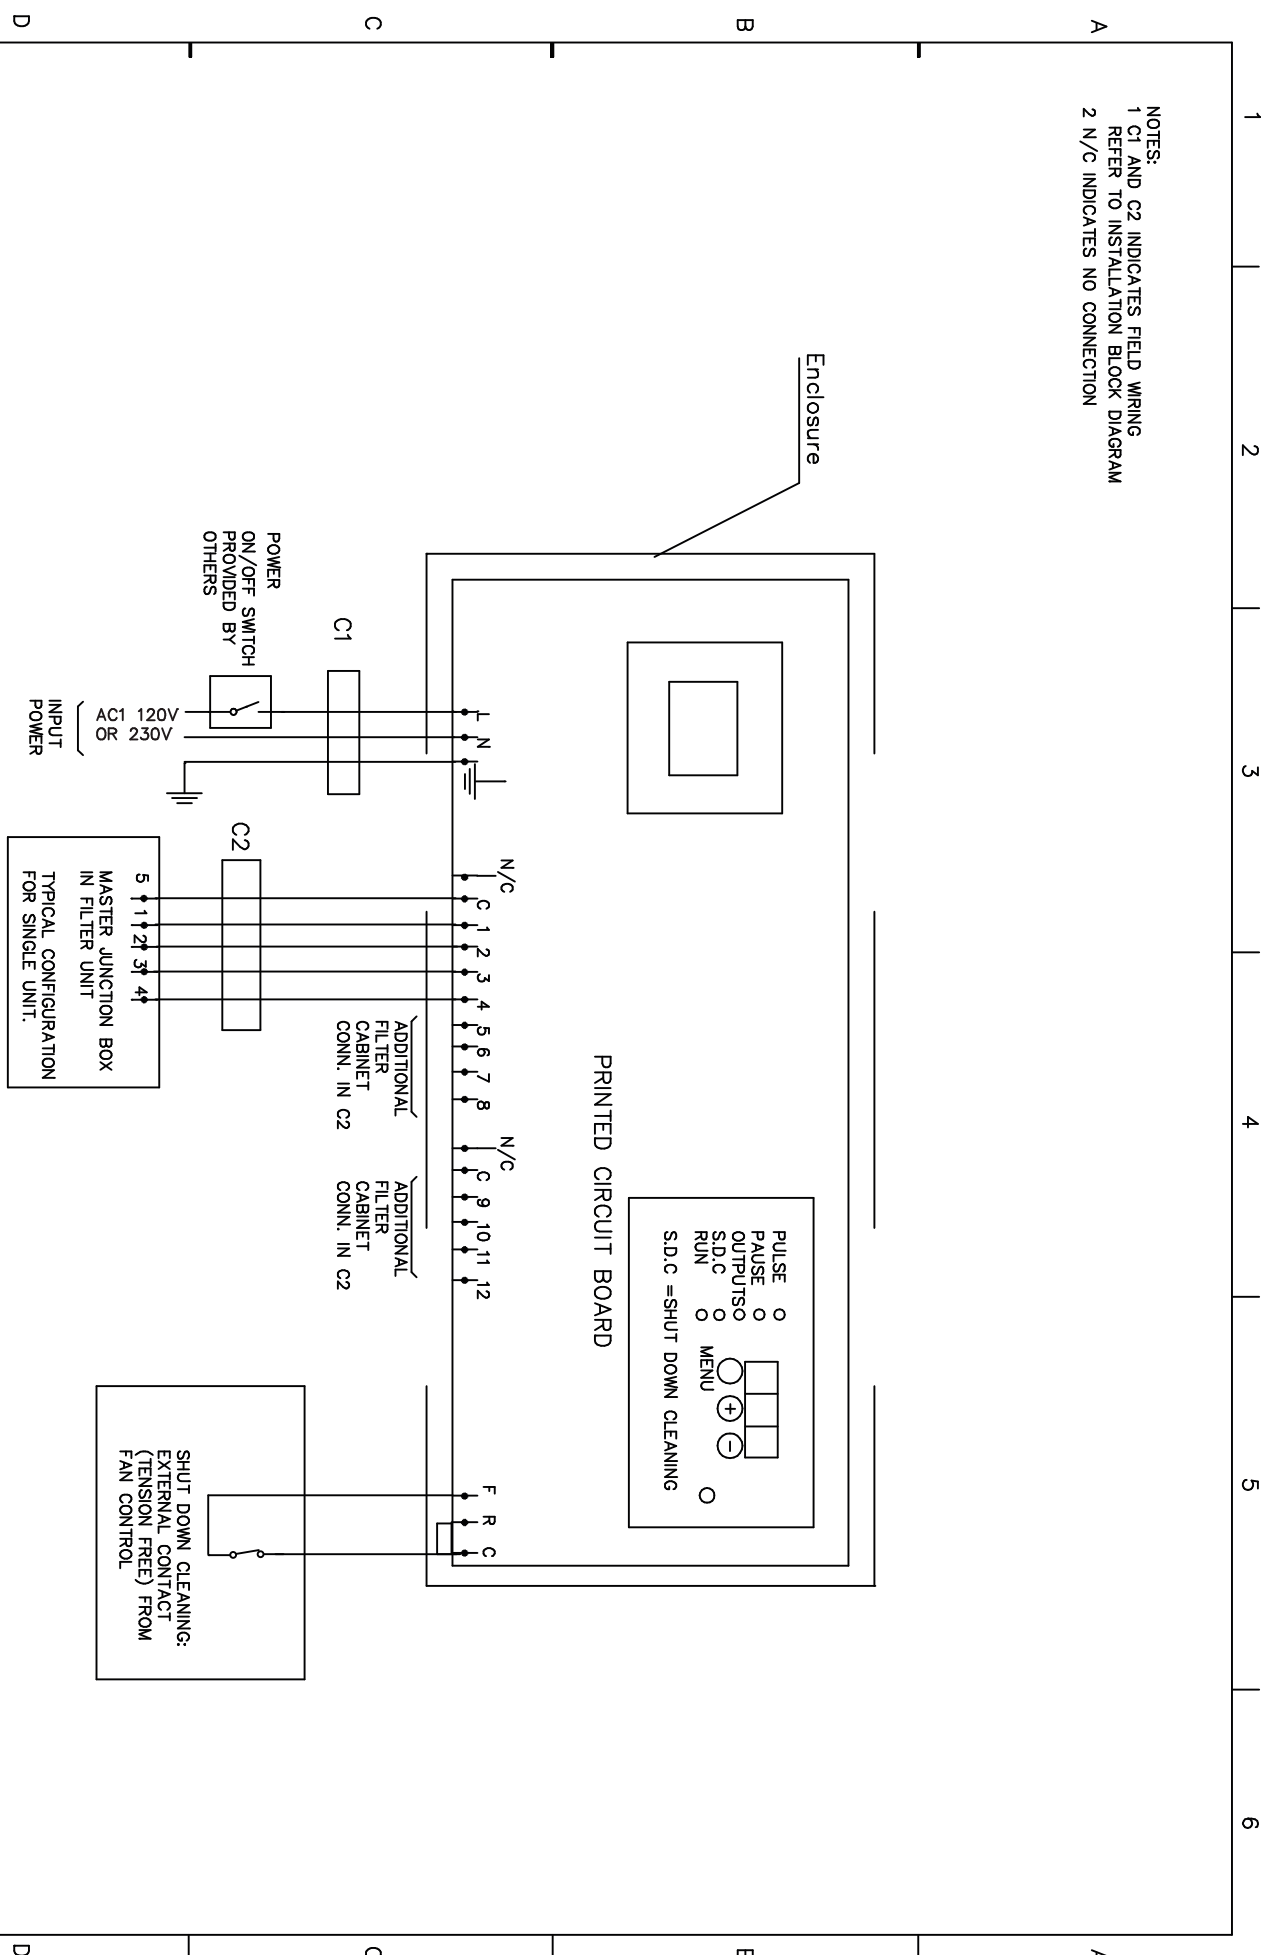 1
2
3
4
5
6
A
B
C
D
NOTES:
1 C1 AND C2 INDICATES FIELD WIRING
REFER TO INSTALLATION BLOCK DIAGRAM
2 N/C INDICATES NO CONNECTION
Enclosure
PULSE
PAUSE
OUTPUTS
S.D.C
RUN
MENU
+
-
S.D.C =SHUT DOWN CLEANING
PRINTED CIRCUIT BOARD
L
N
N/C
C
1
2
3
4
5
6
7
8
N/C
C
9
10
11
12
F
R
C
C1
POWER
ON/OFF SWITCH
PROVIDED BY
OTHERS
AC1 120V
OR 230V
INPUT
POWER
C2
ADDITIONAL
FILTER
CABINET
CONN. IN C2
ADDITIONAL
FILTER
CABINET
CONN. IN C2
5
1
2
3
4
MASTER JUNCTION BOX
IN FILTER UNIT
TYPICAL CONFIGURATION
FOR SINGLE UNIT.
SHUT DOWN CLEANING:
EXTERNAL CONTACT
(TENSION FREE) FROM
FAN CONTROL